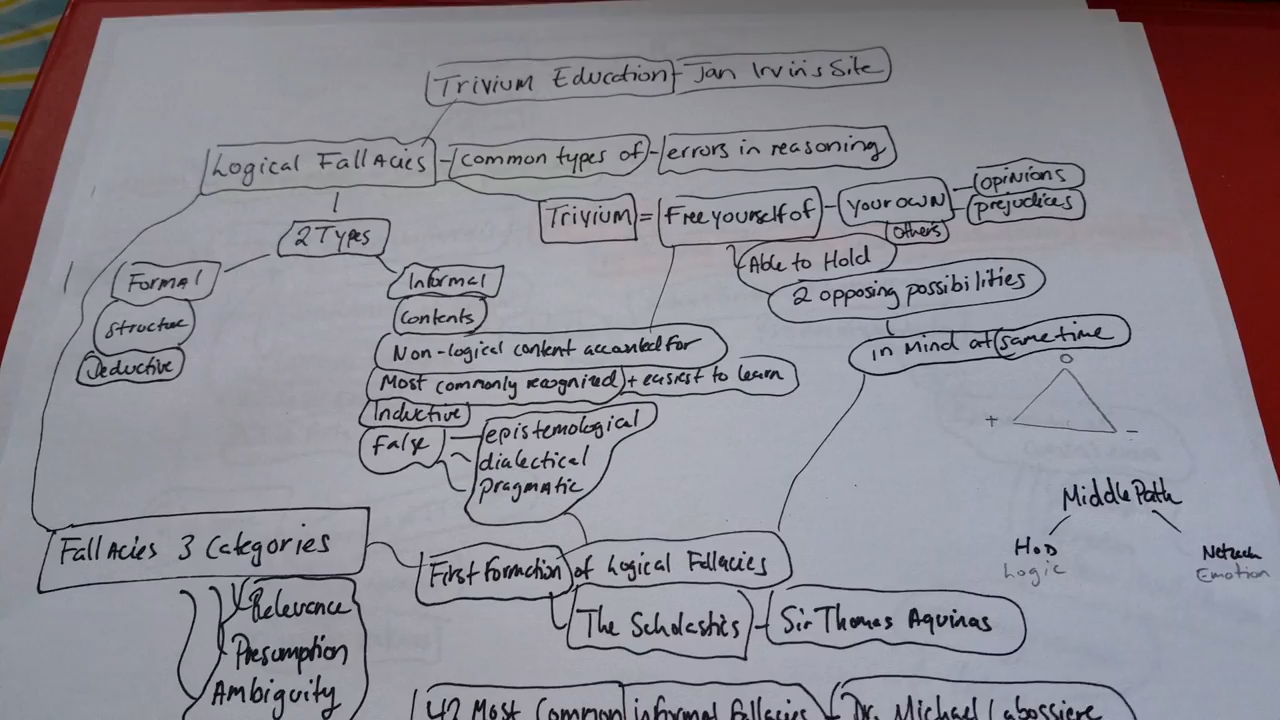 Trivium Education - Jan Irvin's Site
Logical Fallacies - common types of - errors in reasoning
Trivium = Free yourself of - your own
opinions
prejudices
others
2 Types
Able to Hold
2 opposing possibilities
in Mind at same time
Formal
Structure
Deductive
Informal
Contents
Non-logical content accounted for
Most commonly recognized + easiest to learn
Inductive
False
epistemological
dialectical
pragmatic
O
+ -
Middle Path
Hod
Logic
Netzach
Emotion
Fallacies 3 Categories
Relevance
Presumption
Ambiguity
First formation of Logical Fallacies
The Scholastics - Sir Thomas Aquinas
42 Most Common informal fallacies - Dr. Michael Labossiere